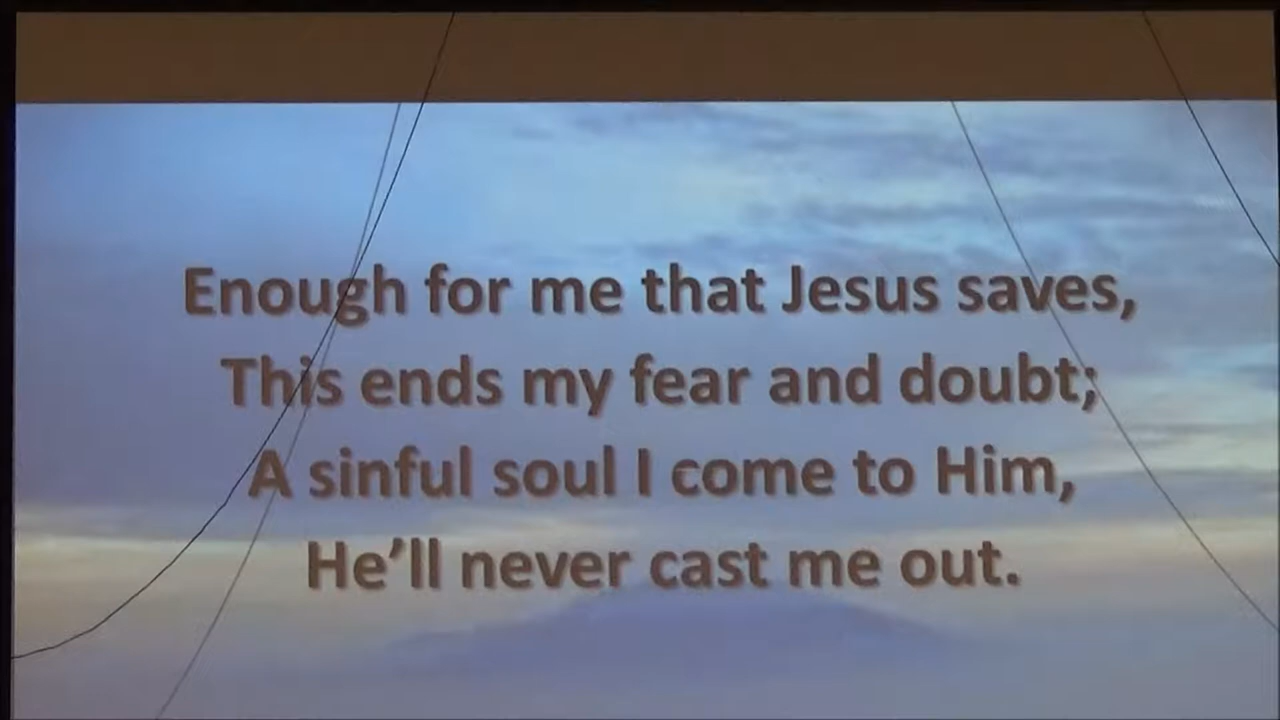 Enough for me that Jesus saves,
This ends my fear and doubt;
A sinful soul I come to Him,
He’ll never cast me out.